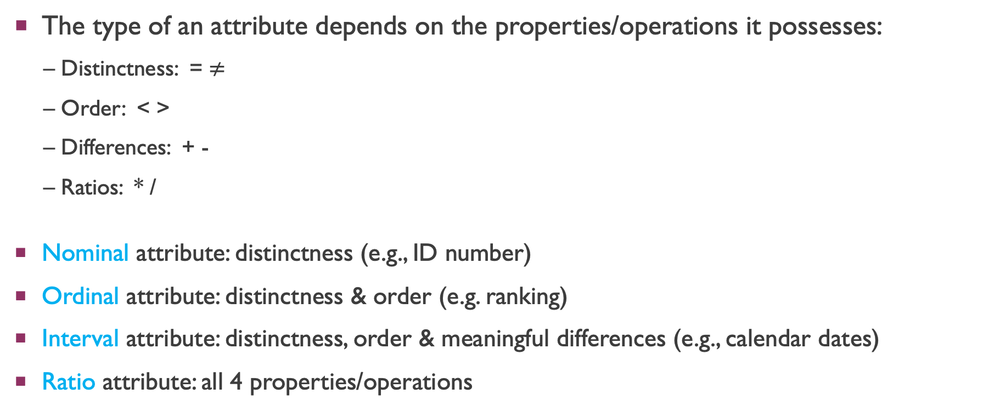 ▪ The type of an attribute depends on the properties/operations it possesses:
– Distinctness: = ≠
– Order: < >
– Differences: + -
– Ratios: * /
▪ Nominal attribute: distinctness (e.g., ID number)
▪ Ordinal attribute: distinctness & order (e.g. ranking)
▪ Interval attribute: distinctness, order & meaningful differences (e.g., calendar dates)
▪ Ratio attribute: all 4 properties/operations